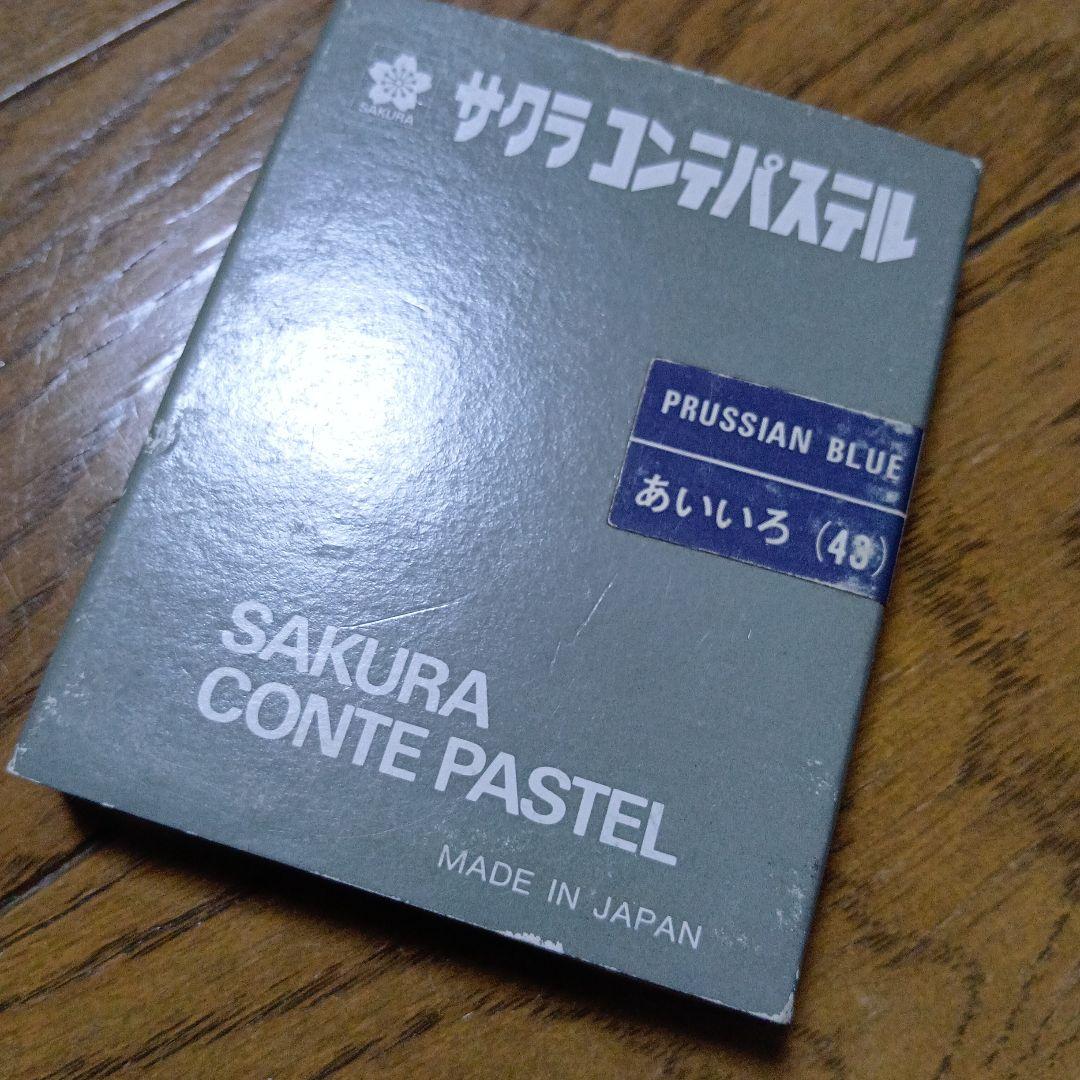 SAKURA
サクラ コンテパステル
PRUSSIAN BLUE
あいいろ (43)
SAKURA
CONTE PASTEL
MADE IN JAPAN